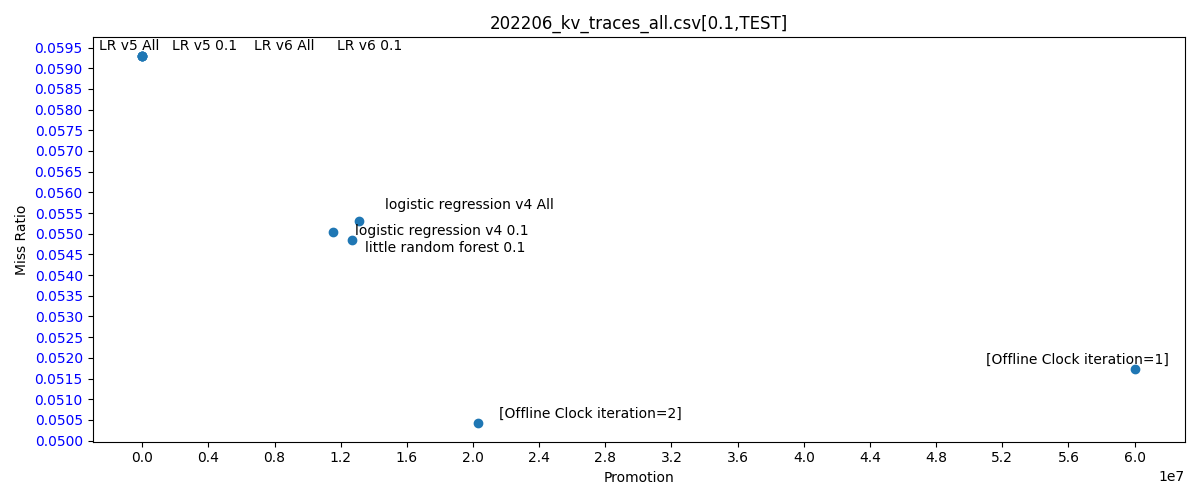 202206_kv_traces_all.csv[0.1,TEST]
0.0595
LR v5 All LR v5 0.1 LR v6 All LR v6 0.1
0.0590
0.0585
0.0580
0.0575
0.0570
0.0565
0.0560
logistic regression v4 All
0.0555
0.0550
logistic regression v4 0.1
little random forest 0.1
0.0545
0.0540
0.0535
0.0530
0.0525
0.0520
[Offline Clock iteration=1]
0.0515
0.0510
[Offline Clock iteration=2]
0.0505
0.0500
Miss Ratio
0.0 0.4 0.8 1.2 1.6 2.0 2.4 2.8 3.2 3.6 4.0 4.4 4.8 5.2 5.6 6.0
1e7
Promotion